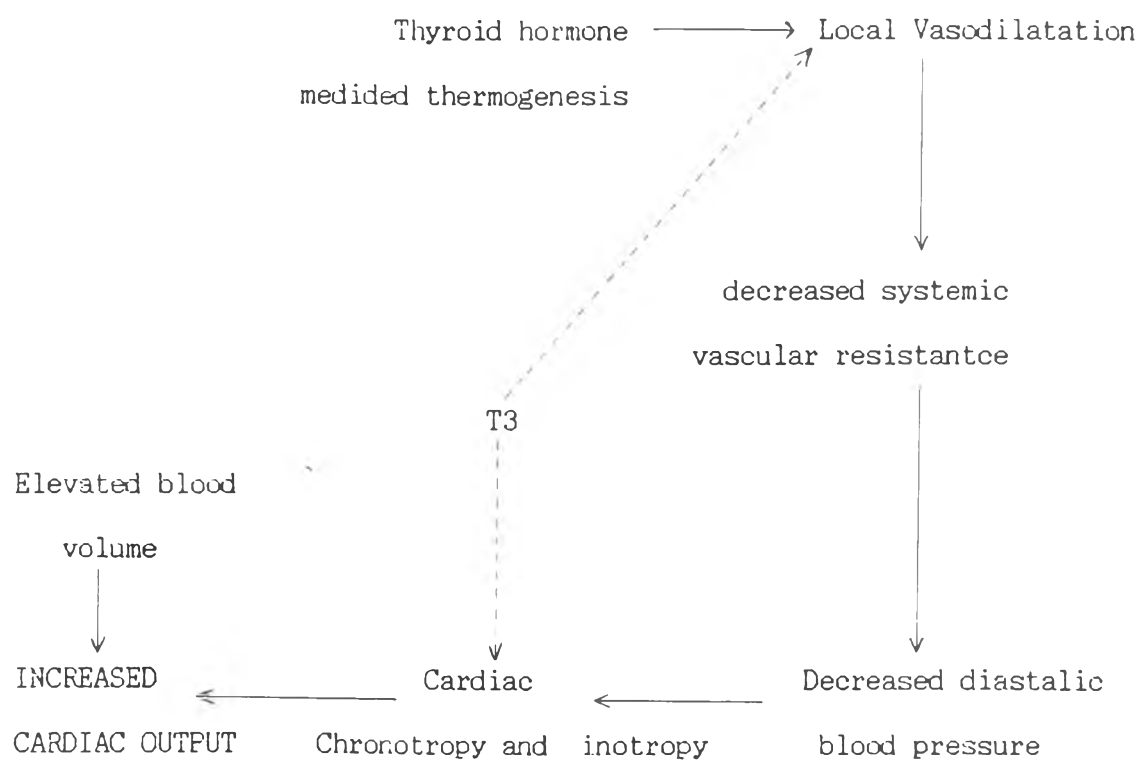 Thyroid hormone
medided thermogenesis
Local Vasodilatation
decreased systemic
vascular resistantce
T3
Elevated blood
volume
INCREASED
CARDIAC OUTPUT
Cardiac
Chronotropy and inotropy
Decreased diastalic
blood pressure